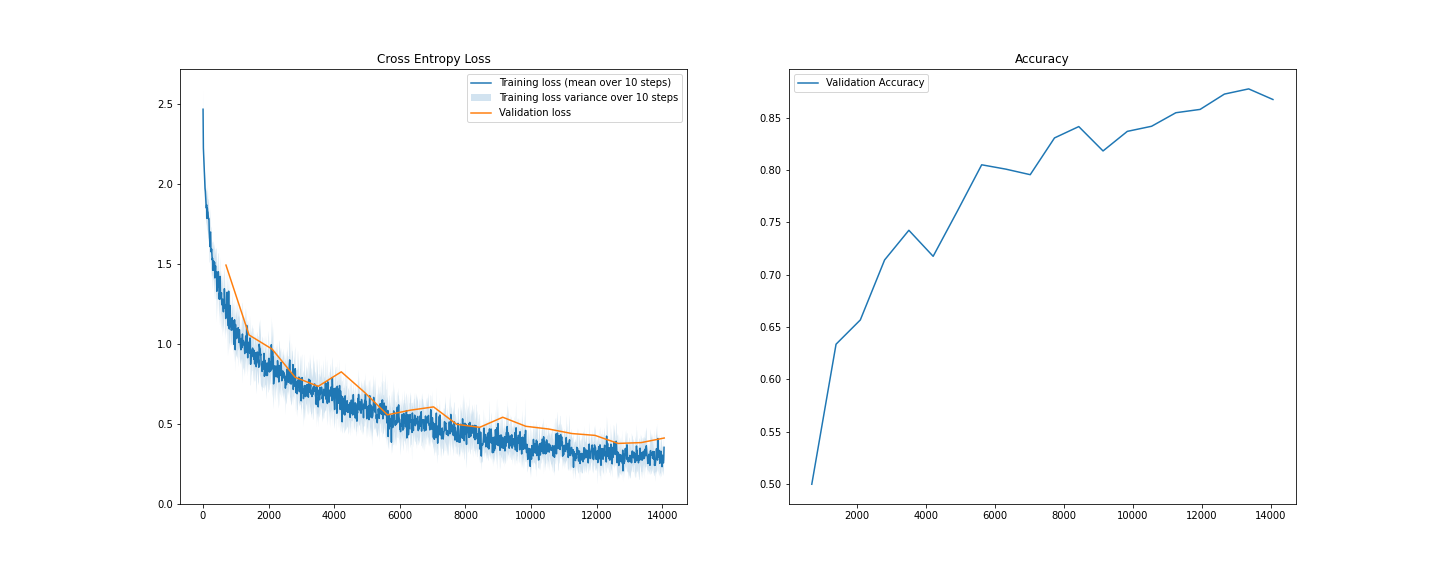 Cross Entropy Loss
Training loss (mean over 10 steps)
Training loss variance over 10 steps
Validation loss
2.5
2.0
1.5
1.0
0.5
0.0
0 2000 4000 6000 8000 10000 12000 14000
Accuracy
Validation Accuracy
0.85
0.80
0.75
0.70
0.65
0.60
0.55
0.50
2000 4000 6000 8000 10000 12000 14000